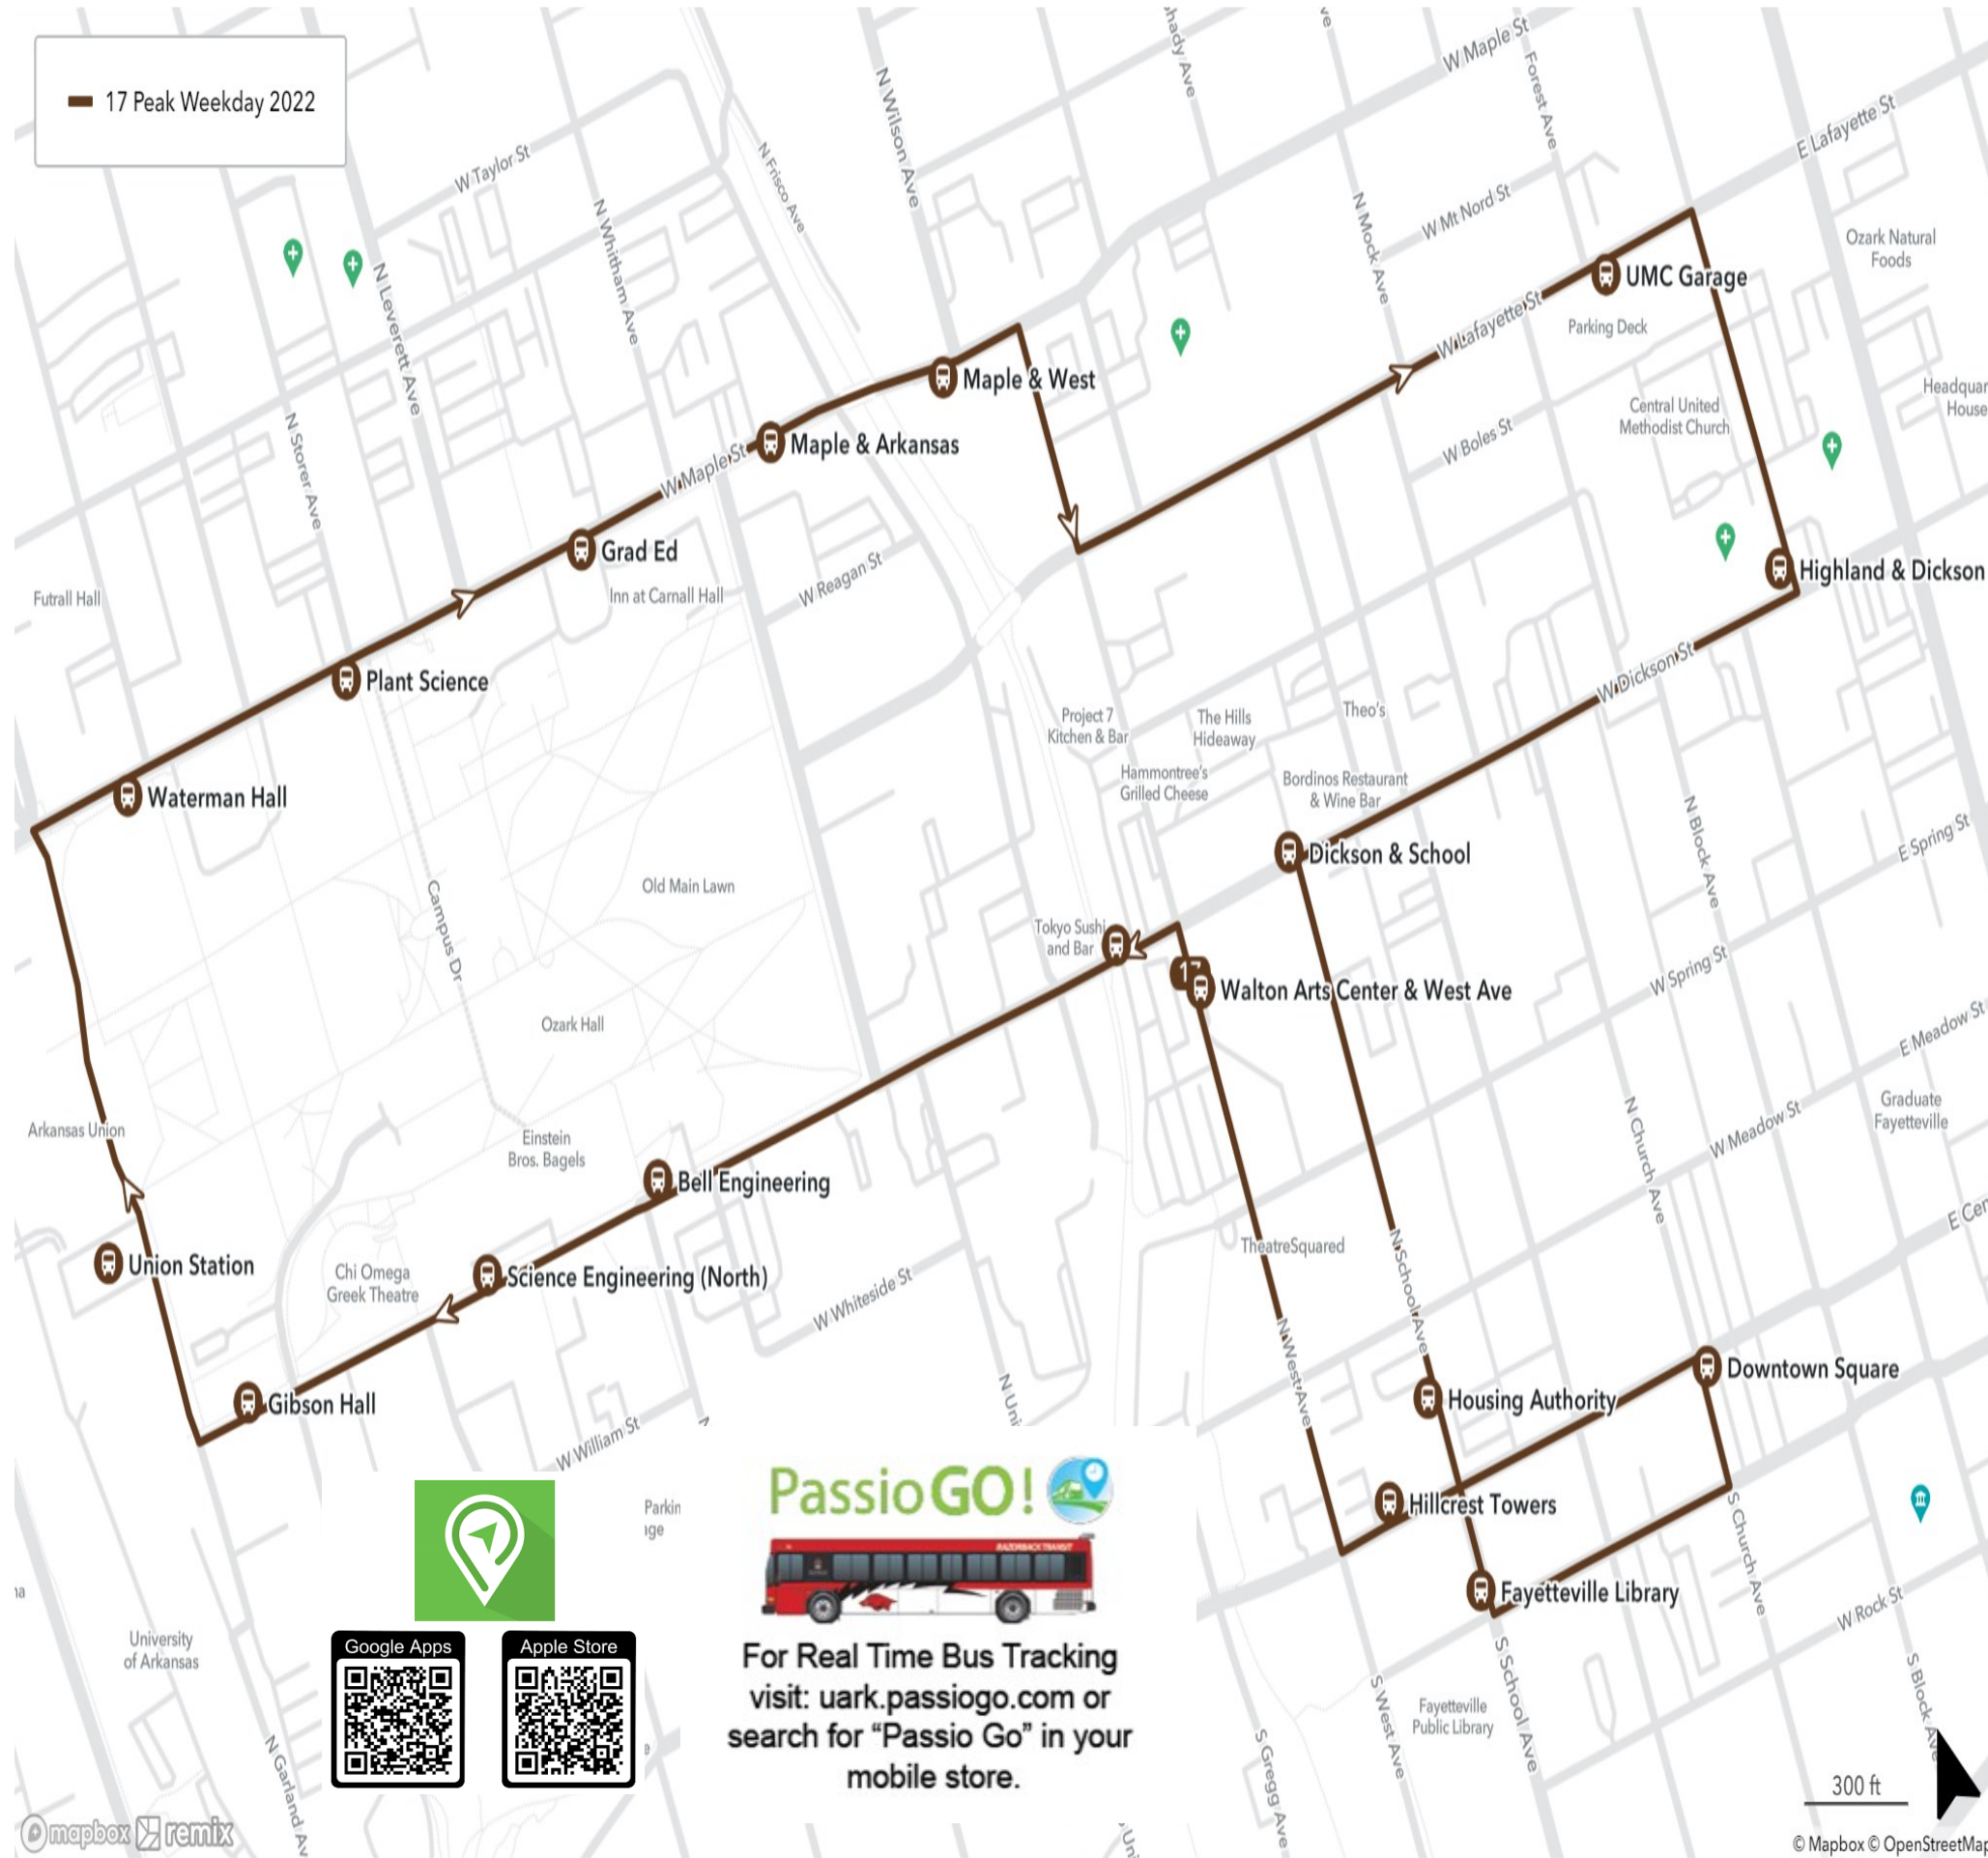 17 Peak Weekday 2022
W Maple St
Forest Ave
E Lafayette St
N Wilson Ave
N Frisco Ave
W Taylor St
N Whitham Ave
N Leverett Ave
N Storer Ave
N Mock Ave
W Mt Nord St
Ozark Natural
Foods
UMC Garage
Parking Deck
W Lafayette St
Maple & West
Central United
Methodist Church
W Boles St
Maple & Arkansas
W Maple St
Grad Ed
Inn at Carnall Hall
W Reagan St
Highland & Dickson
Futrall Hall
Plant Science
W Dickson St
Project 7
Kitchen & Bar
The Hills
Hideaway
Theo's
Hammontree's
Grilled Cheese
Bordinos Restaurant
& Wine Bar
Waterman Hall
N Block Ave
E Spring St
Dickson & School
Old Main Lawn
Campus Dr
Tokyo Sushi
and Bar
17
Walton Arts Center & West Ave
W Spring St
Ozark Hall
E Meadow St
Arkansas Union
Einstein
Bros. Bagels
Graduate
Fayetteville
W Meadow St
N Church Ave
Bell Engineering
Union Station
Chi Omega
Greek Theatre
Science Engineering (North)
W Whiteside St
TheatreSquared
N School Ave
N West Ave
Gibson Hall
Housing Authority
Downtown Square
W William St
Hillcrest Towers
Fayetteville Library
S Church Ave
W Rock St
PassioGO!
RAZORBACK TRANSIT
For Real Time Bus Tracking
visit: uark.passiogo.com or
search for “Passio Go” in your
mobile store.
Google Apps
Apple Store
University
of Arkansas
N Garland Av
S Gregg Ave
S West Ave
Fayetteville
Public Library
S School Ave
S Block Ave
300 ft
mapbox remix
© Mapbox © OpenStreetMap